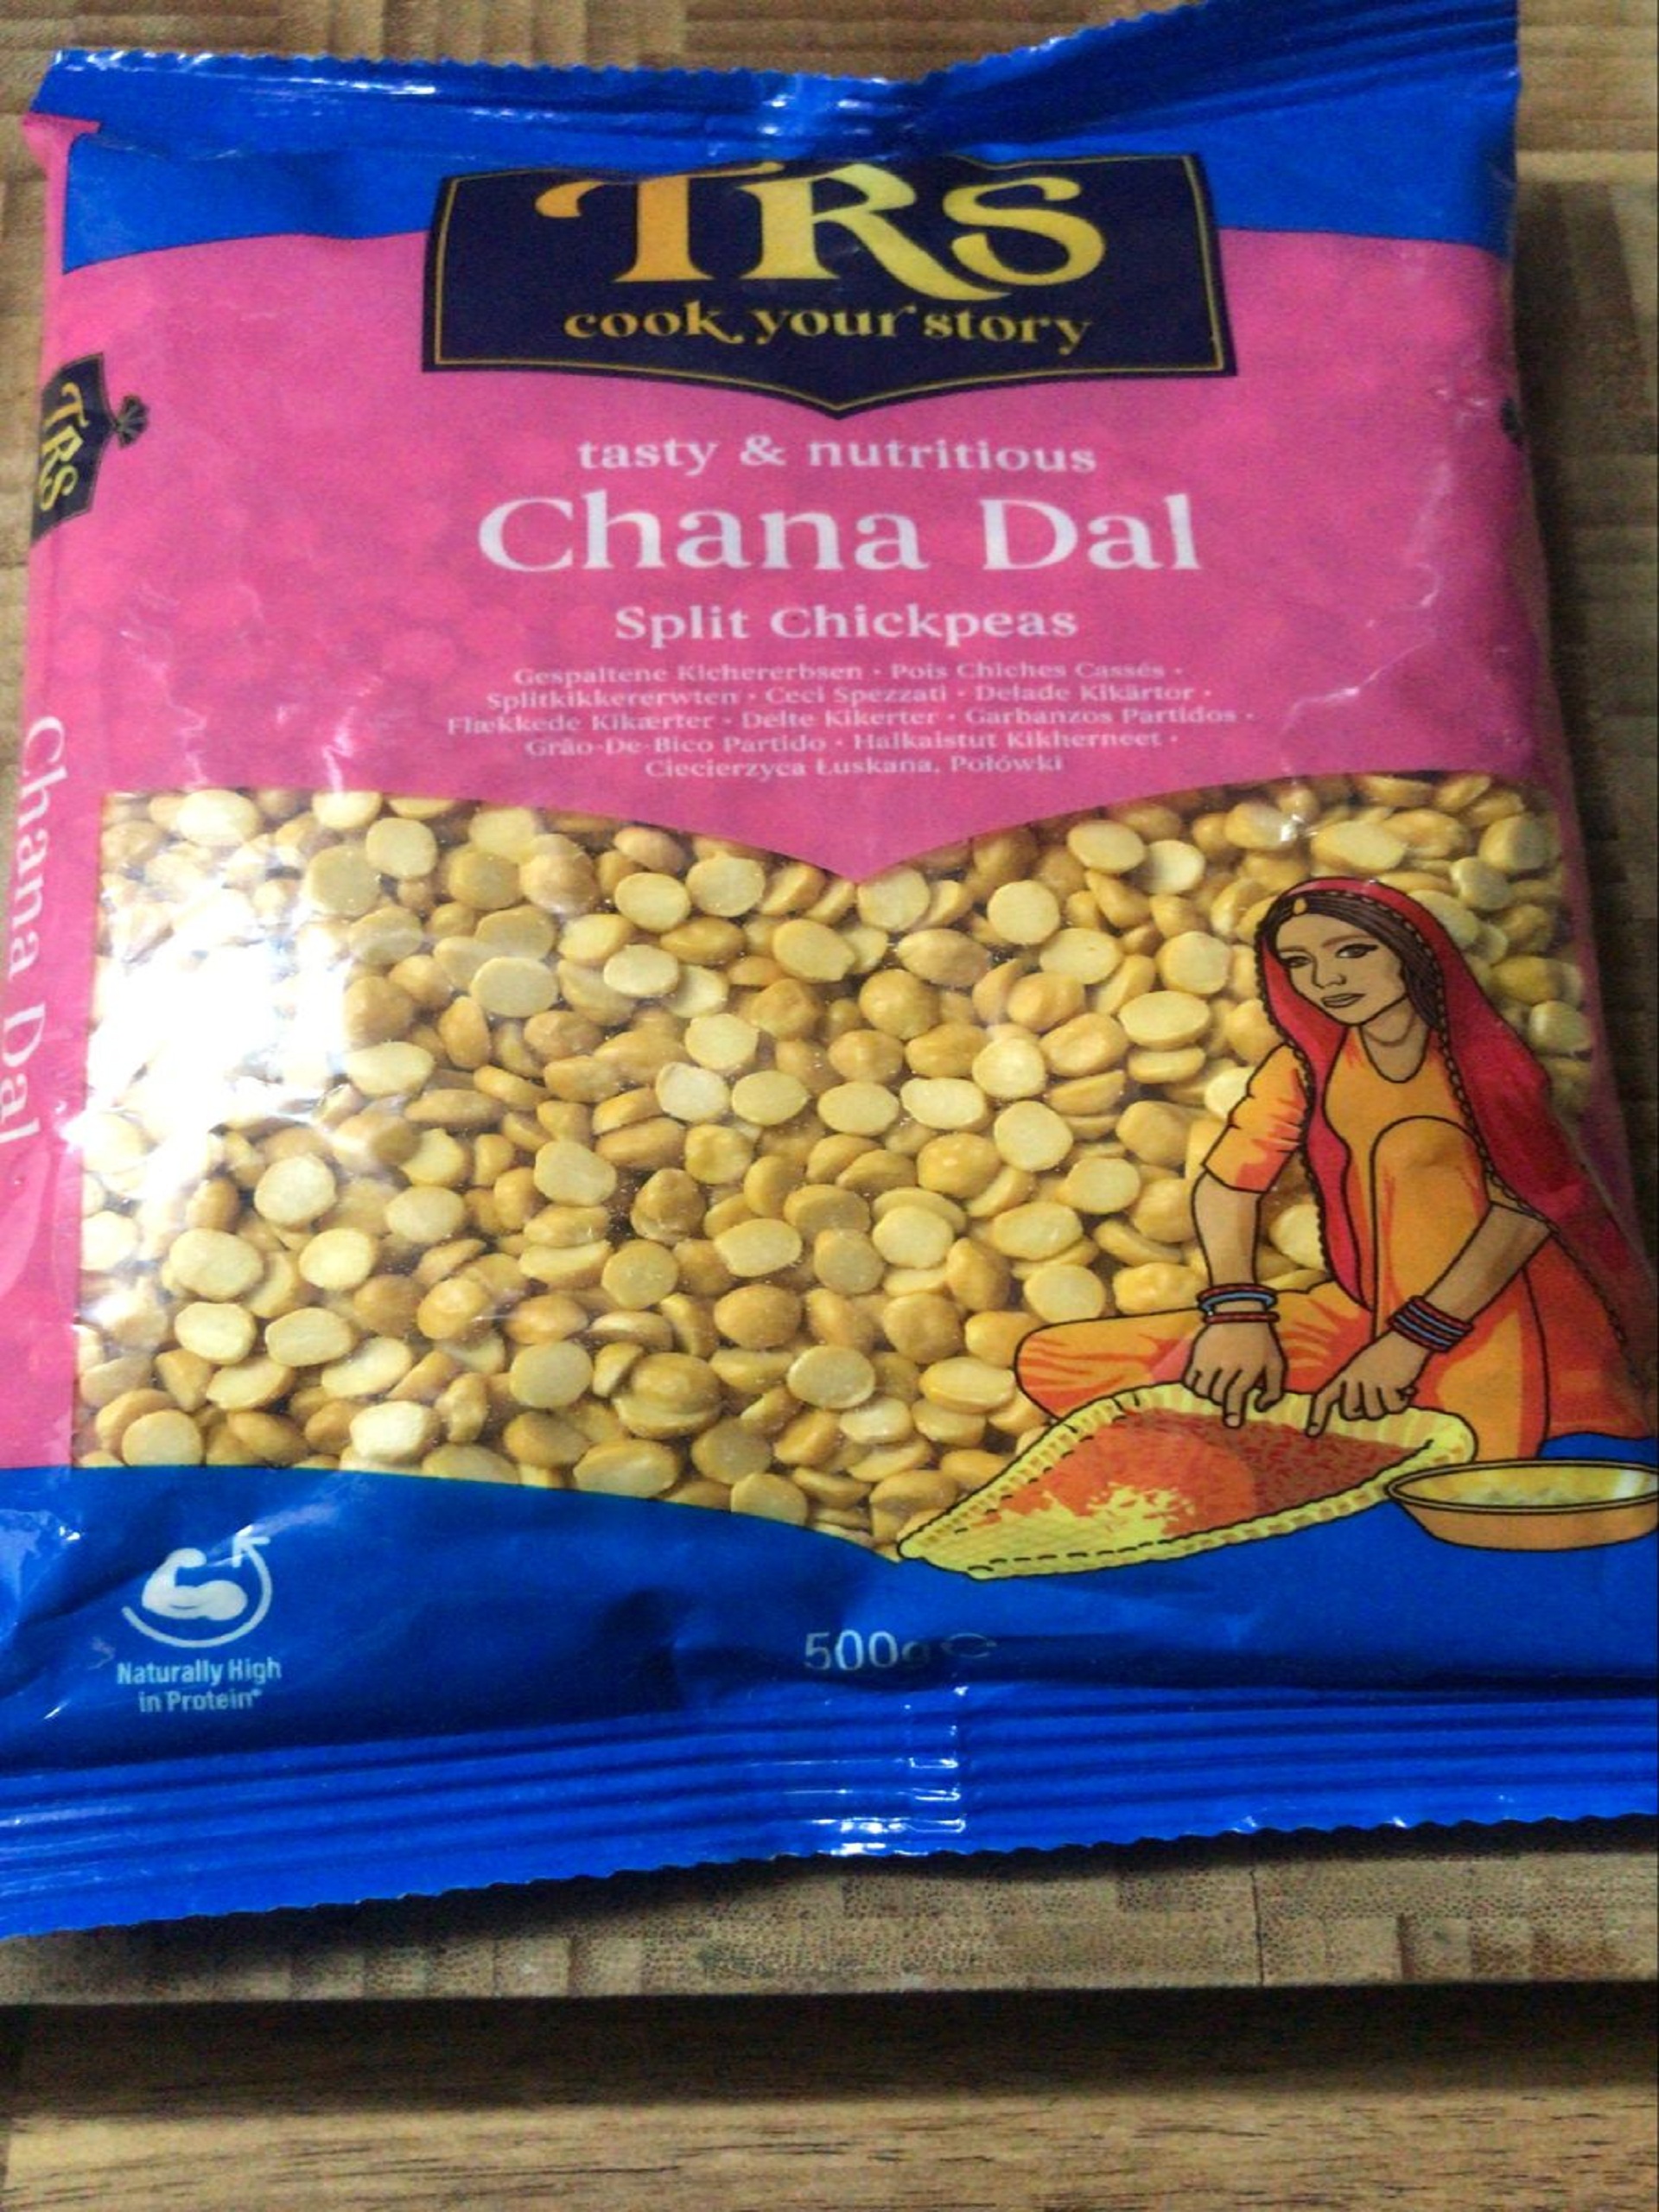 TRS
cook your story
tasty & nutritious
Chana Dal
Split Chickpeas
Gespaltene Kichererbsen • Pois Chiches Cassés •
Splitkikkererwten • Ceci Spezzati • Delade Kikärtor •
Flækkede Kikærter • Delte Kikerter • Garbanzos Partidos •
Grão-De-Bico Partido • Halkaistut Kikherneet •
Ciecierzyca Łuskana, Połówki
TRS
Chana Dal
Naturally High
in Protein*
500g ℮